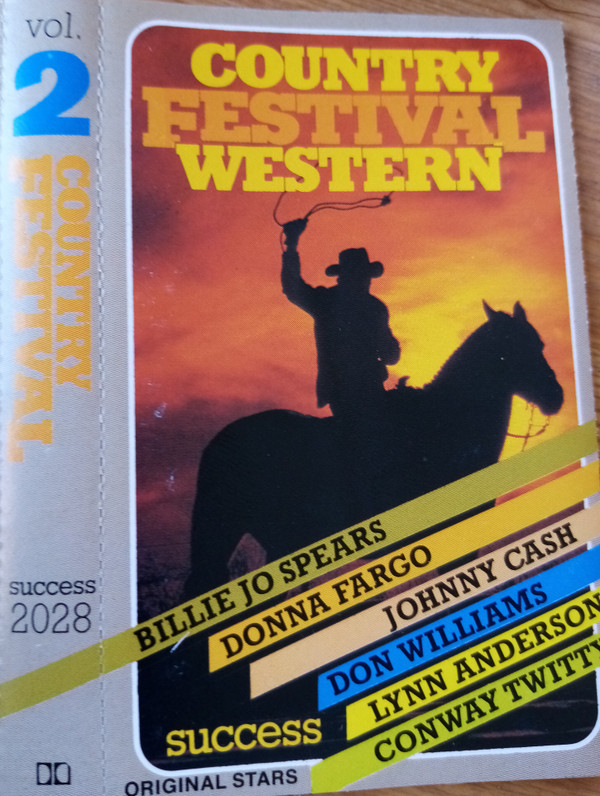 vol.
2
COUNTRY
FESTIVAL
success
2028
COUNTRY
FESTIVAL
WESTERN
BILLIE JO SPEARS
DONNA FARGO
JOHNNY CASH
DON WILLIAMS
LYNN ANDERSON
CONWAY TWITTY
success
ORIGINAL STARS